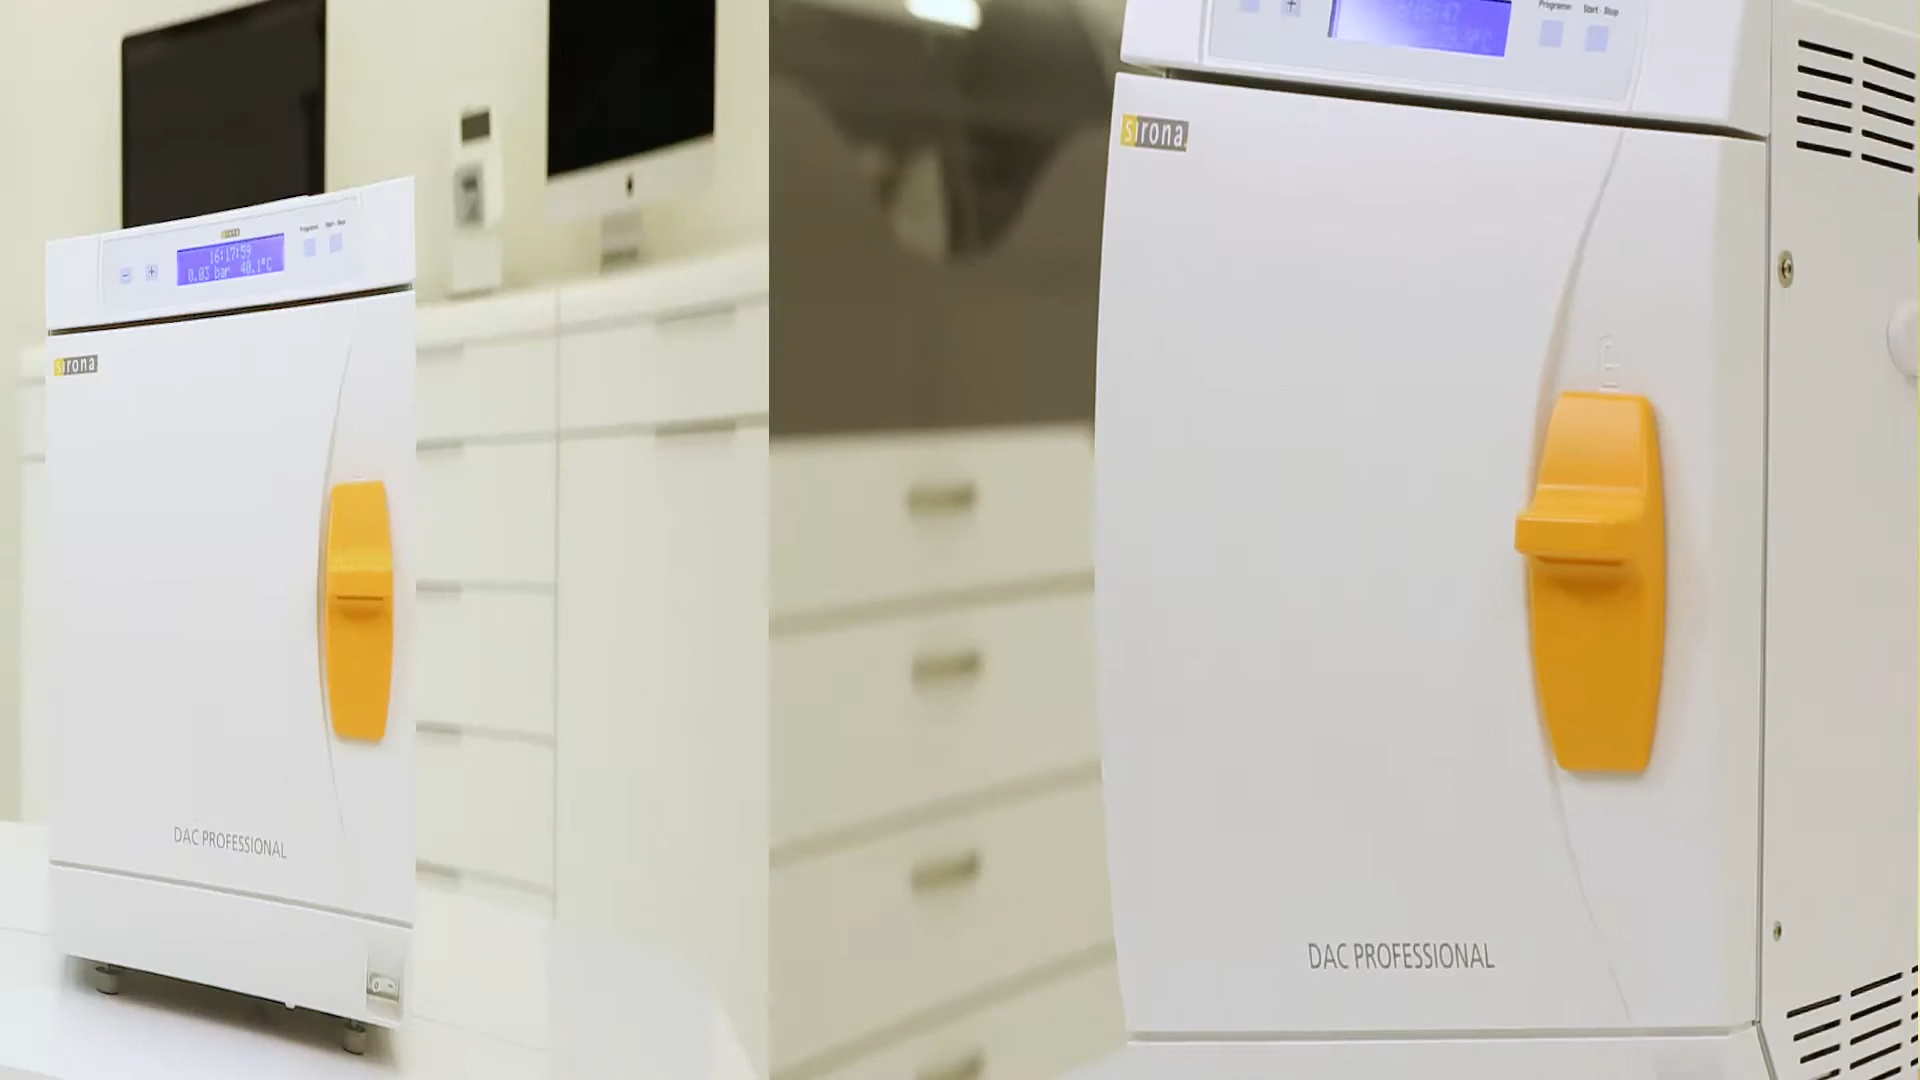 sirona
Programm Start - Stop
16:17:59
0.03 bar 40.1°C
- +
sirona
DAC PROFESSIONAL
+
Programm Start - Stop
sirona.
DAC PROFESSIONAL